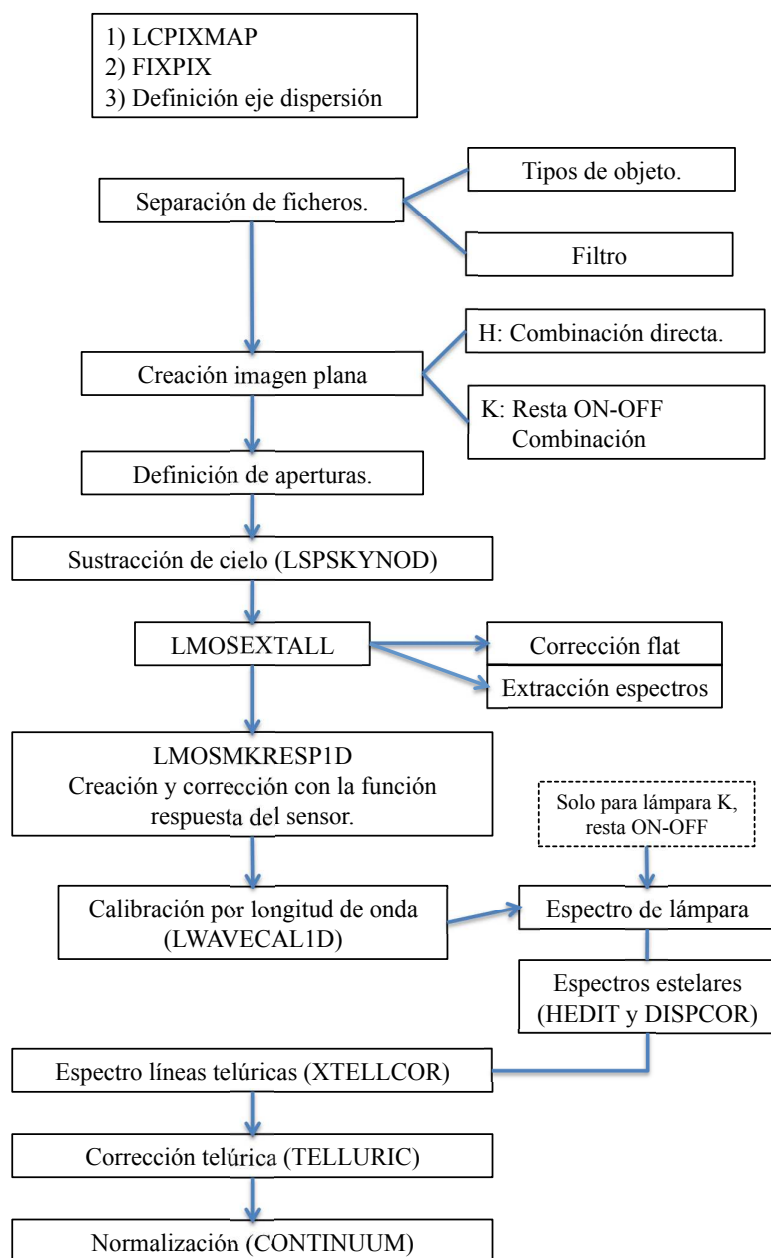 1) LCPIXMAP
2) FIXPIX
3) Definición eje dispersión
Separación de ficheros.
Tipos de objeto.
Filtro
Creación imagen plana
H: Combinación directa.
K: Resta ON-OFF
Combinación
Definición de aperturas.
Sustracción de cielo (LSPSKYNOD)
LMOSEXTALL
Corrección flat
Extracción espectros
LMOSMKRESP1D
Creación y corrección con la función
respuesta del sensor.
Solo para lámpara K,
resta ON-OFF
Calibración por longitud de onda
(LWAVECAL1D)
Espectro de lámpara
Espectros estelares
(HEDIT y DISPCOR)
Espectro líneas telúricas (XTELLCOR)
Corrección telúrica (TELLURIC)
Normalización (CONTINUUM)